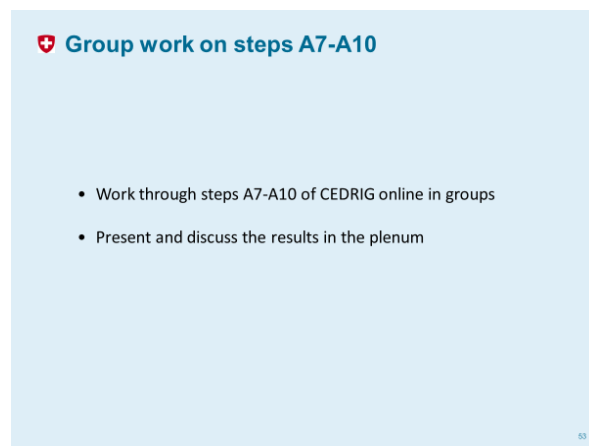 Group work on steps A7-A10
• Work through steps A7-A10 of CEDRIG online in groups
• Present and discuss the results in the plenum
53